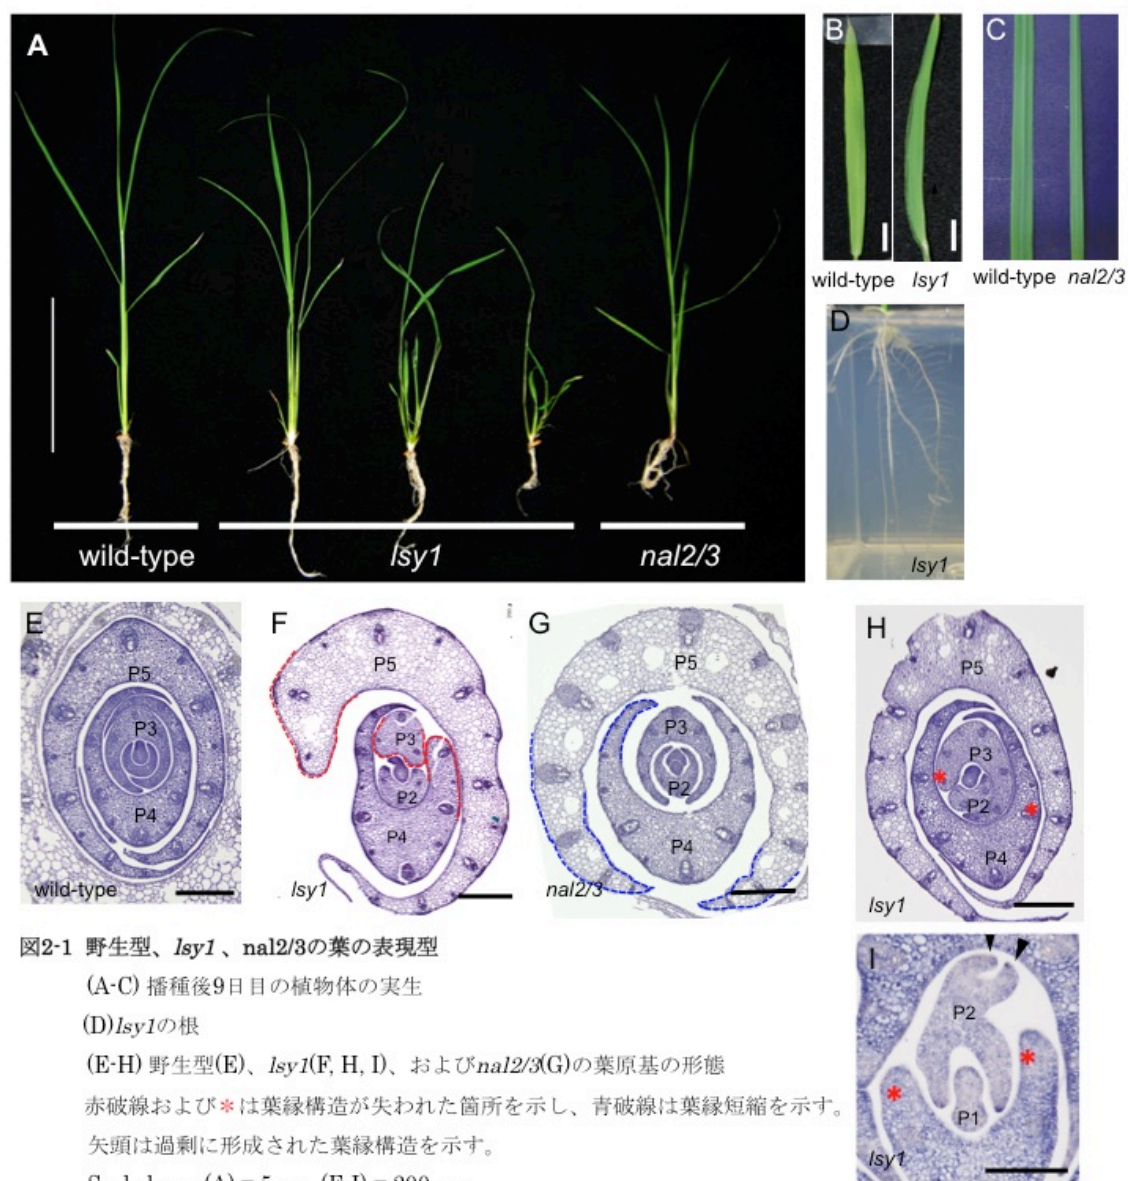 A
B
C
wild-type
lsy1
wild-type
nal2/3
D
lsy1
wild-type
lsy1
nal2/3
E
P5
P3
P4
wild-type
F
P5
P3
P2
P4
lsy1
G
P5
P3
P2
P4
nal2/3
H
P5
P3
*
P2
*
P4
lsy1
I
P2
*
*
P1
lsy1
図2-1 野生型、lsy1 、nal2/3の葉の表現型
(A-C) 播種後9日目の植物体の実生
(D)lsy1の根
(E-H) 野生型(E)、lsy1(F, H, I)、およびnal2/3(G)の葉原基の形態
赤破線および*は葉縁構造が失われた箇所を示し、青破線は葉縁短縮を示す。
矢頭は過剰に形成された葉縁構造を示す。